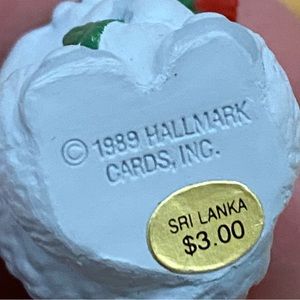 © 1989 HALLMARK
CARDS, INC.
SRI LANKA
$3.00